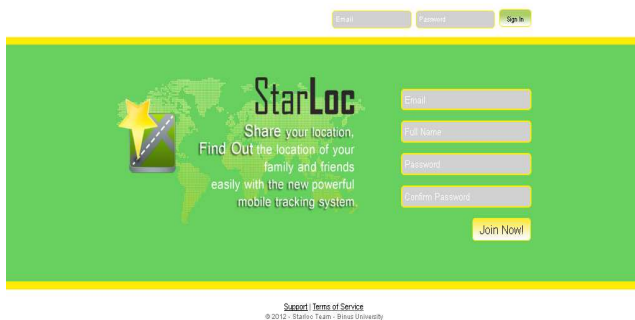 Email Password Sign In
StarLoc
Share your location,
Find Out the location of your
family and friends
easily with the new powerful
mobile tracking system.
Email
Full Name
Password
Confirm Password
Join Now!
Support | Terms of Service
© 2012 - Starloc Team - Binus University